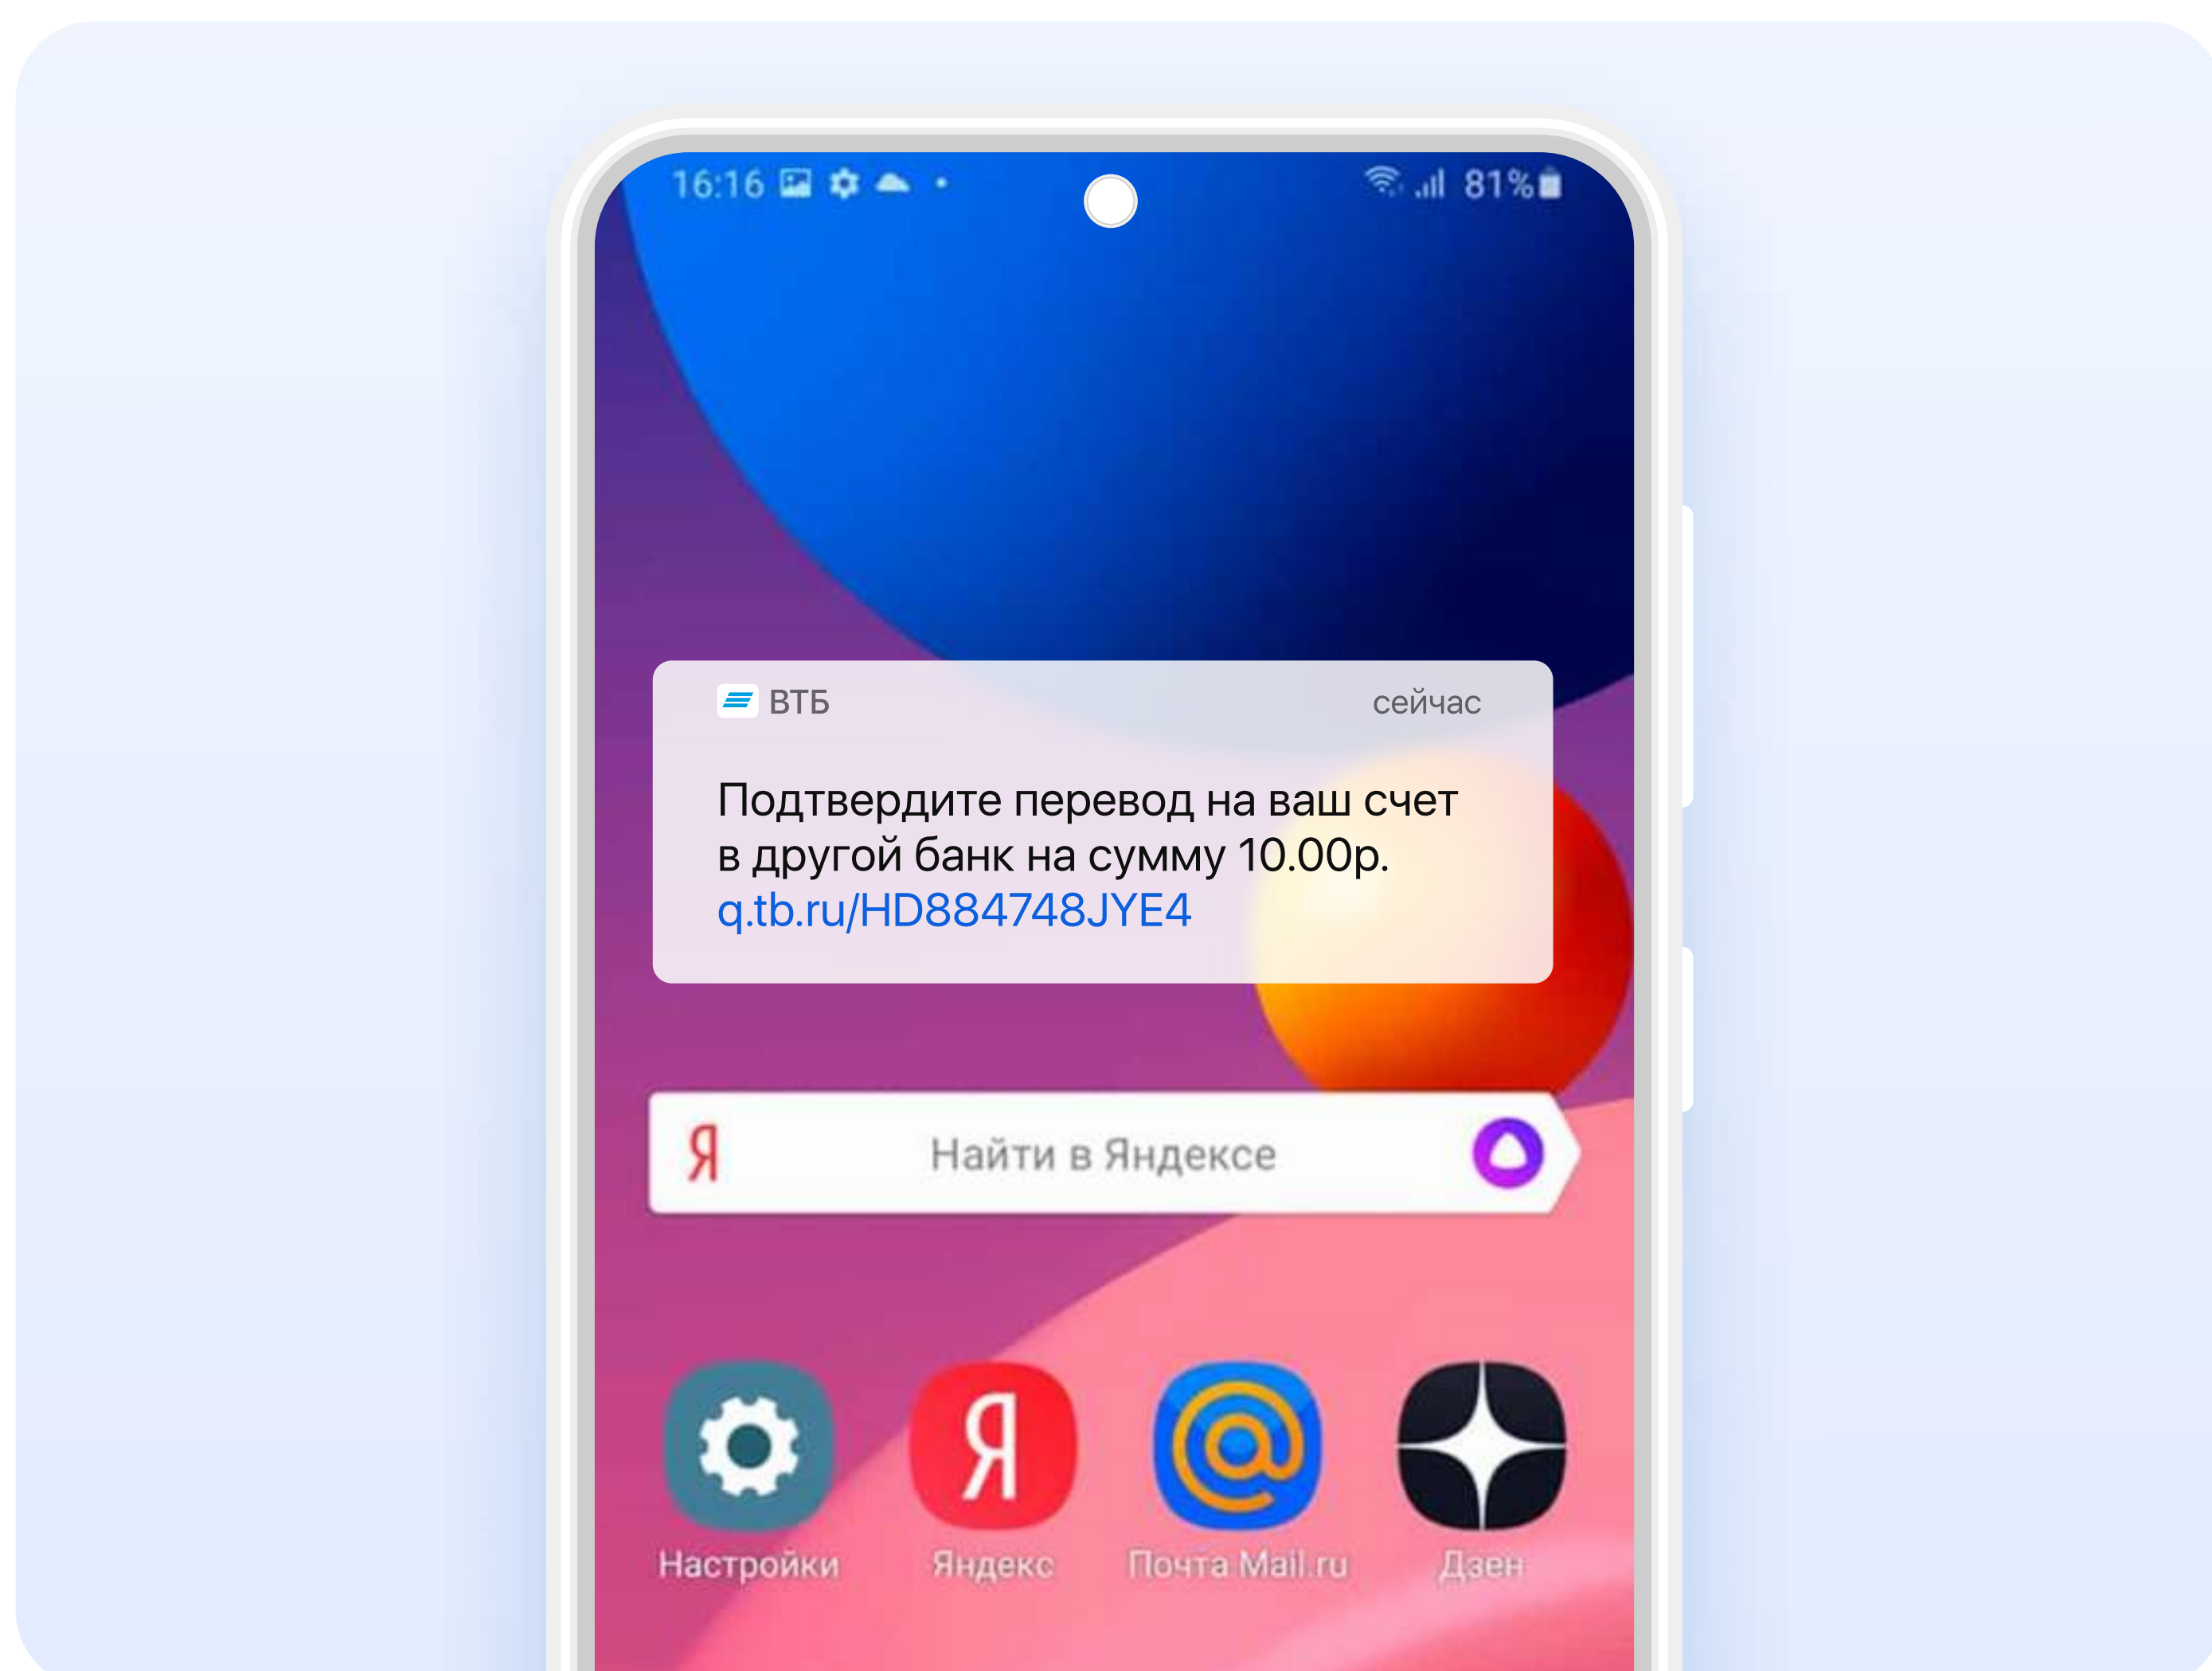 16:16
81%
ВТБ
сейчас
Подтвердите перевод на ваш счет
в другой банк на сумму 10.00р.
q.tb.ru/HD884748JYE4
Я
Найти в Яндексе
Я
@
Настройки
Яндекс
Почта Mail.ru
Дзен